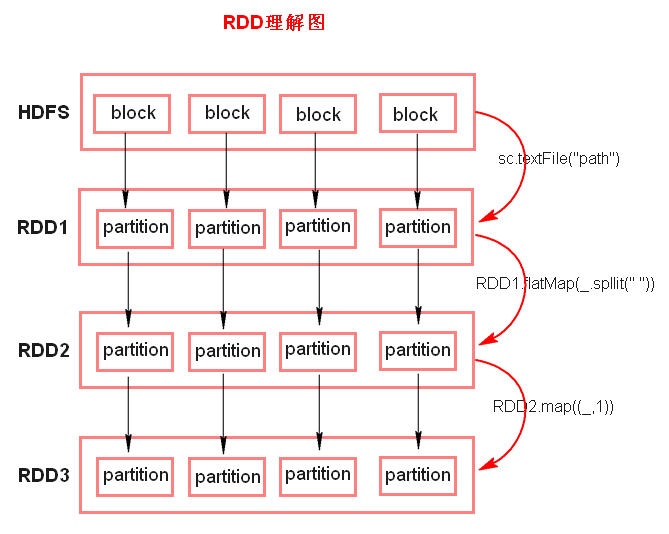 RDD理解图
HDFS block block block block
sc.textFile("path")
RDD1 partition partition partition partition
RDD1.flatMap(_.spllit(" "))
RDD2 partition partition partition partition
RDD2.map((_,1))
RDD3 partition partition partition partition